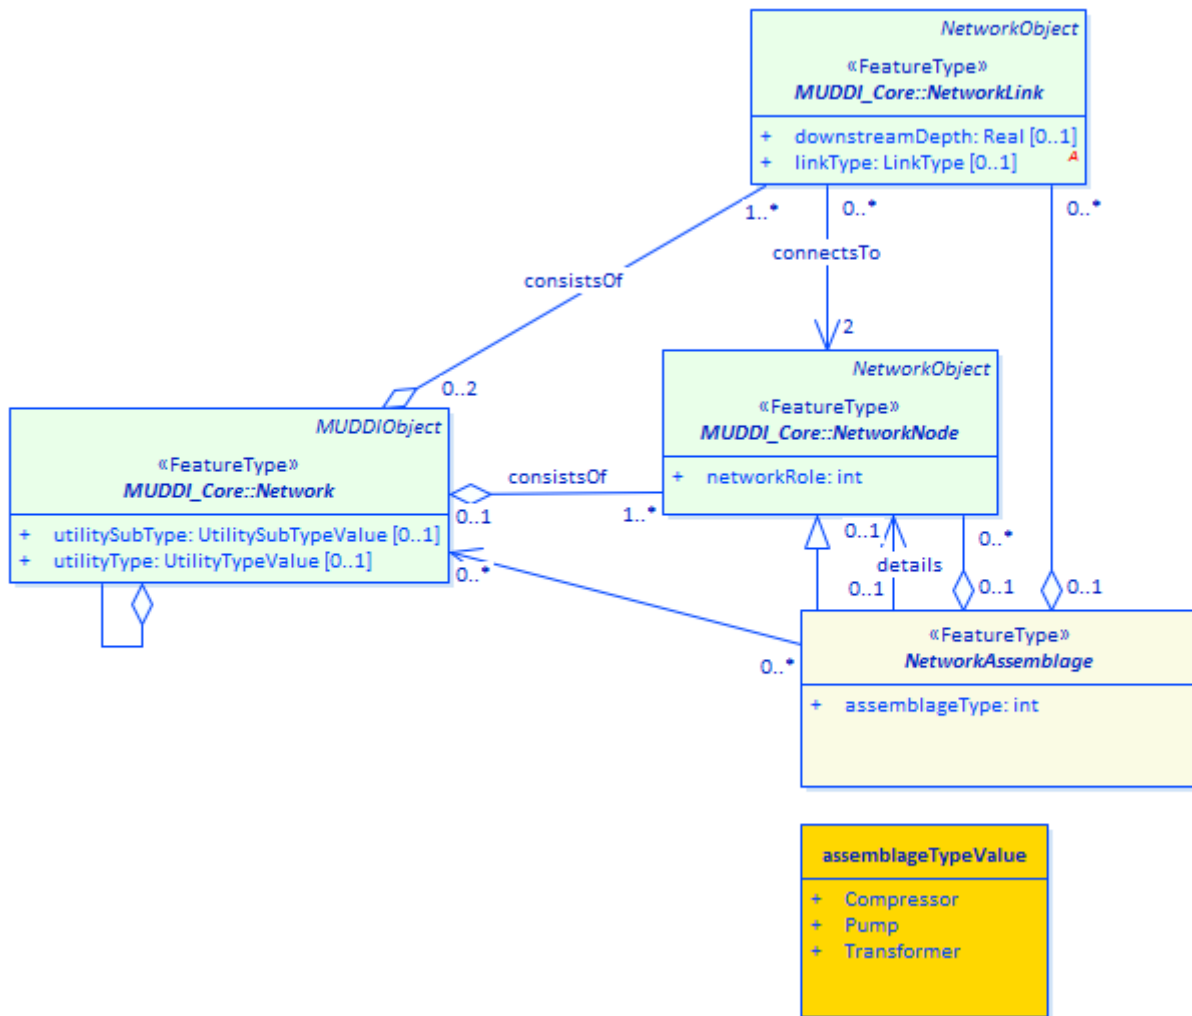 NetworkObject
«FeatureType»
MUDDI_Core::NetworkLink
+ downstreamDepth: Real [0..1]
+ linkType: LinkType [0..1]
A
1..*
0..*
0..*
connectsTo
consistsOf
2
0..2
NetworkObject
«FeatureType»
MUDDI_Core::NetworkNode
+ networkRole: int
MUDDIObject
«FeatureType»
MUDDI_Core::Network
+ utilitySubType: UtilitySubTypeValue [0..1]
+ utilityType: UtilityTypeValue [0..1]
consistsOf
0..1
1..*
0..*
0..1
0..*
details
0..1
0..1
0..1
0..*
«FeatureType»
NetworkAssemblage
+ assemblageType: int
assemblageTypeValue
+ Compressor
+ Pump
+ Transformer